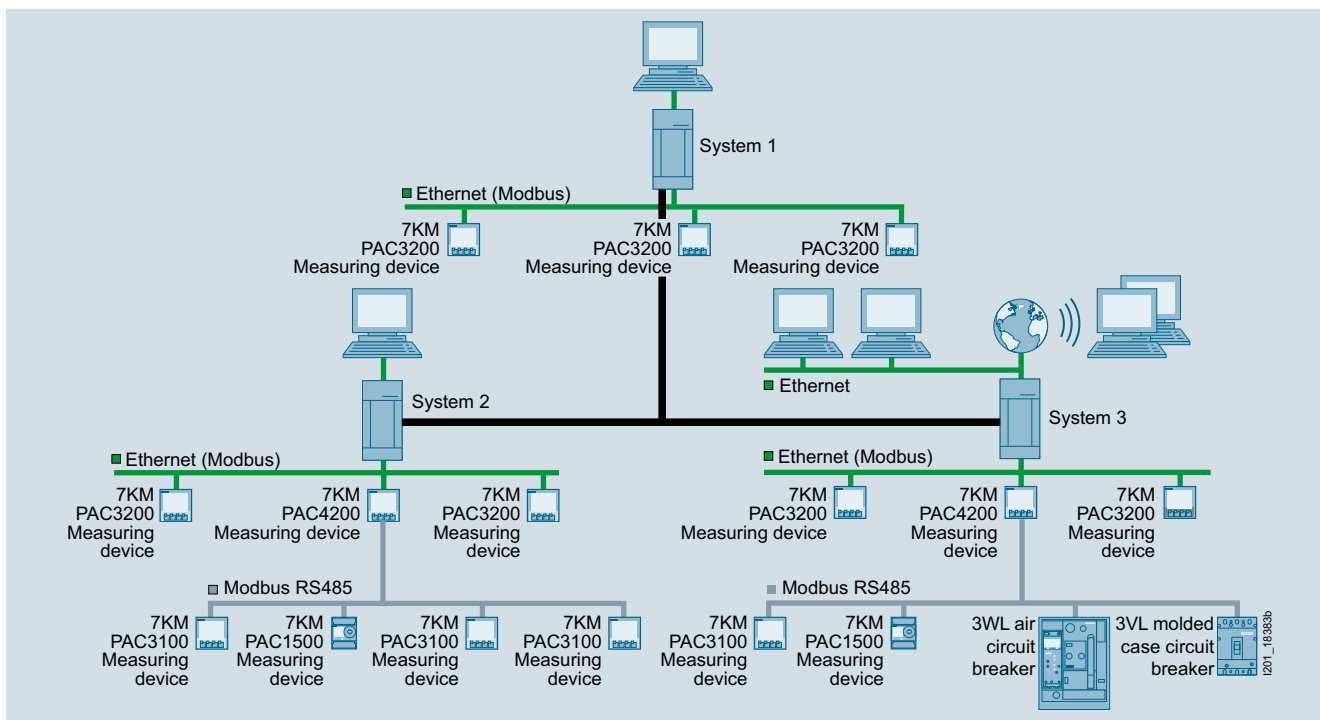 System 1
Ethernet (Modbus)
7KM
PAC3200
Measuring device
7KM
PAC3200
Measuring device
7KM
PAC3200
Measuring device
Ethernet
System 2
System 3
Ethernet (Modbus)
7KM
PAC3200
Measuring
device
7KM
PAC4200
Measuring device
7KM
PAC3200
Measuring
device
Ethernet (Modbus)
7KM
PAC3200
Measuring device
7KM
PAC4200
Measuring
device
7KM
PAC3200
Measuring
device
Modbus RS485
7KM
PAC3100
Measuring
device
7KM
PAC1500
Measuring
device
7KM
PAC3100
Measuring
device
7KM
PAC3100
Measuring
device
Modbus RS485
7KM
PAC3100
Measuring
device
7KM
PAC1500
Measuring
device
3WL air
circuit
breaker
3VL molded
case circuit
breaker
I201_18383b